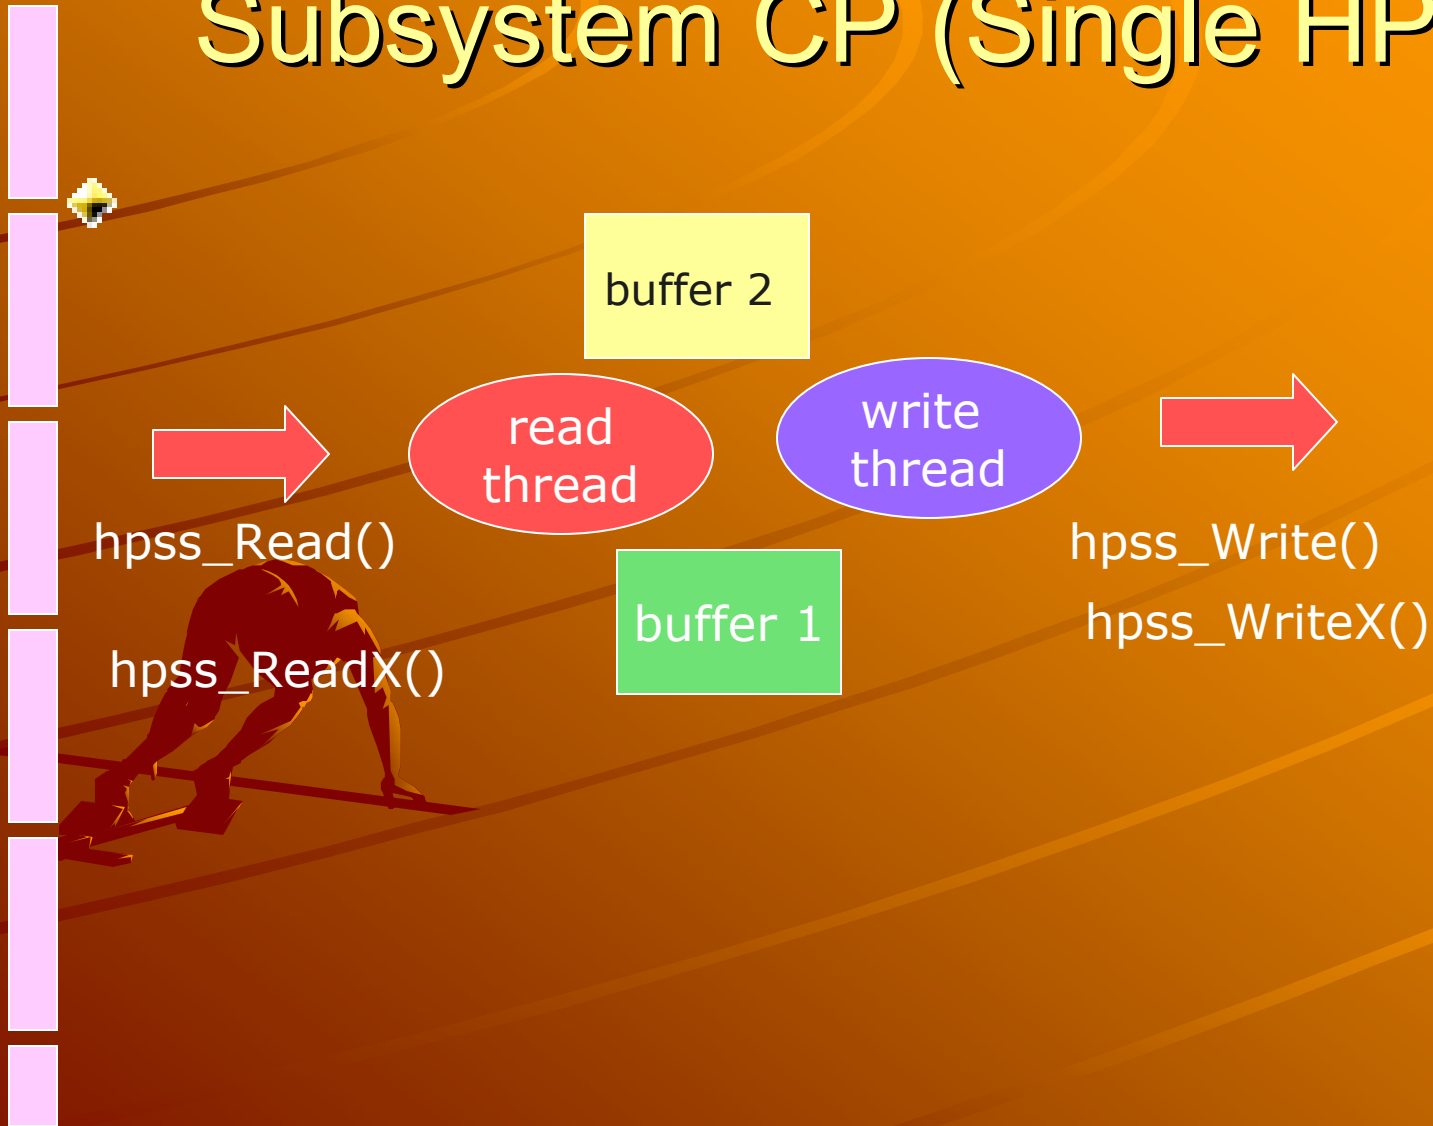 Subsystem CP (Single HP
buffer 2
read
thread
write
thread
hpss_Read()
hpss_Write()
buffer 1
hpss_WriteX()
hpss_ReadX()